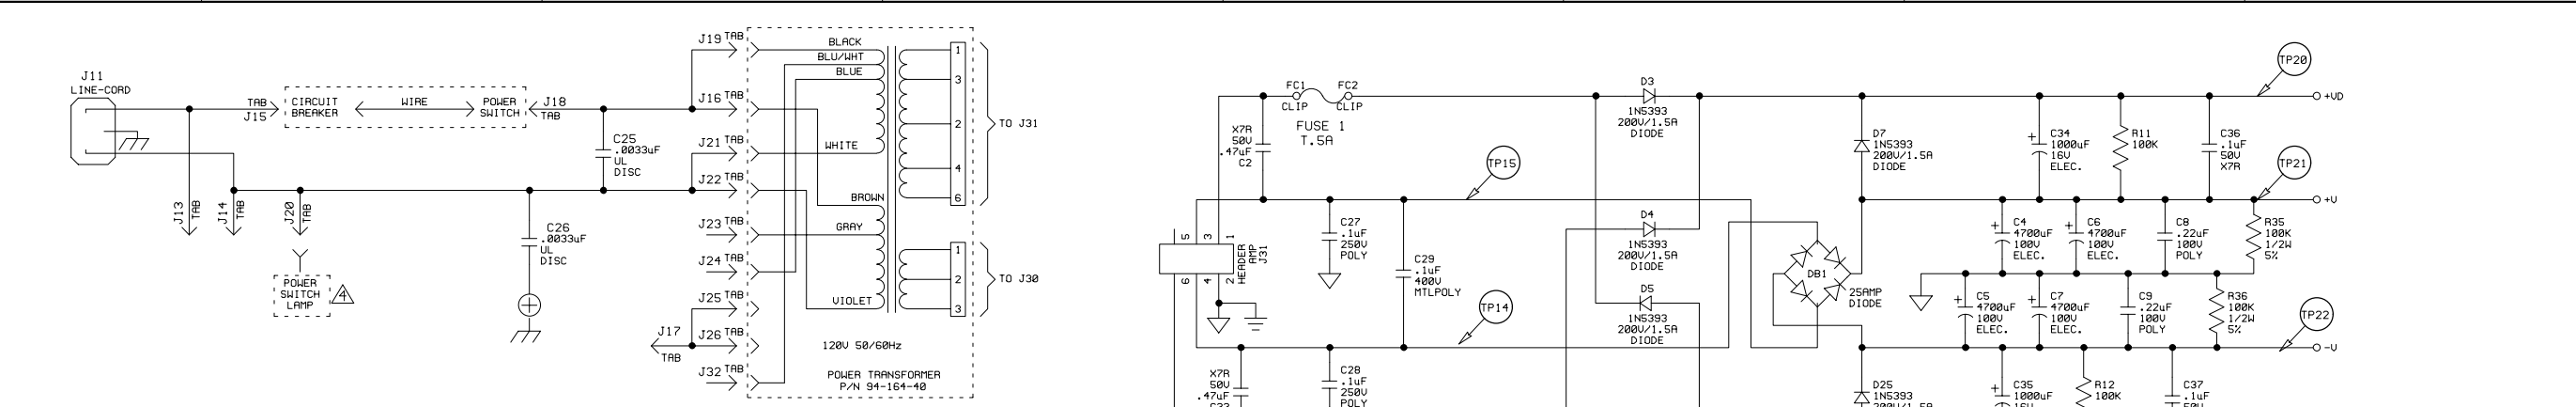 J11
LINE-CORD
TAB
J15
CIRCUIT
BREAKER
WIRE
POWER
SWITCH
J18
TAB
C25
.0033uF
UL
DISC
J13
TAB
J14
TAB
J20
TAB
POWER
SWITCH
LAMP
4
C26
.0033uF
UL
DISC
J19 TAB
J16 TAB
J21 TAB
J22 TAB
J23 TAB
J24 TAB
J25 TAB
J26 TAB
J32 TAB
J17
TAB
BLACK
BLU/WHT
BLUE
WHITE
BROWN
GRAY
VIOLET
120V 50/60Hz
POWER TRANSFORMER
P/N 94-164-40
1
3
2
4
6
TO J31
1
2
3
TO J30
FC1
CLIP
FC2
CLIP
FUSE 1
T.5A
X7R
50V
.47uF
C2
5
3
1
6
4
2
HEADER
AMP
J31
C27
.1uF
250V
POLY
C29
.1uF
400V
MTLPOLY
TP15
TP14
X7R
50V
.47uF
C28
.1uF
250V
POLY
D3
1N5393
200V/1.5A
DIODE
D4
1N5393
200V/1.5A
DIODE
D5
1N5393
200V/1.5A
DIODE
DB1
25AMP
DIODE
D7
1N5393
200V/1.5A
DIODE
C34
1000uF
16V
ELEC.
R11
100K
C36
.1uF
50V
X7R
TP20
+VD
TP21
+V
C4
4700uF
100V
ELEC.
C6
4700uF
100V
ELEC.
C8
.22uF
100V
POLY
R35
100K
1/2W
5%
C5
4700uF
100V
ELEC.
C7
4700uF
100V
ELEC.
C9
.22uF
100V
POLY
R36
100K
1/2W
5%
TP22
-V
D25
1N5393
C35
1000uF
R12
100K
C37
.1uF